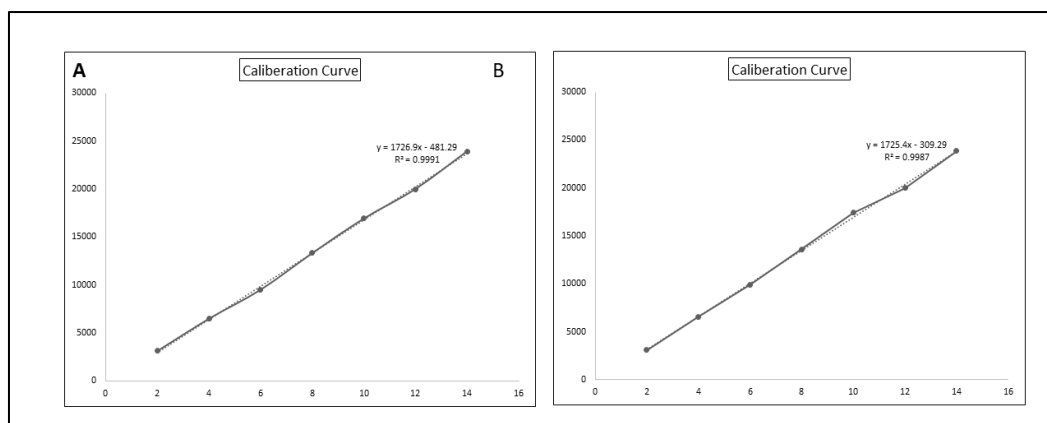 A
B
Caliberation Curve
30000
25000
20000
15000
10000
5000
0
y = 1726.9x - 481.29
R² = 0.9991
0 2 4 6 8 10 12 14 16
Caliberation Curve
30000
25000
20000
15000
10000
5000
0
y = 1725.4x - 309.29
R² = 0.9987
0 2 4 6 8 10 12 14 16